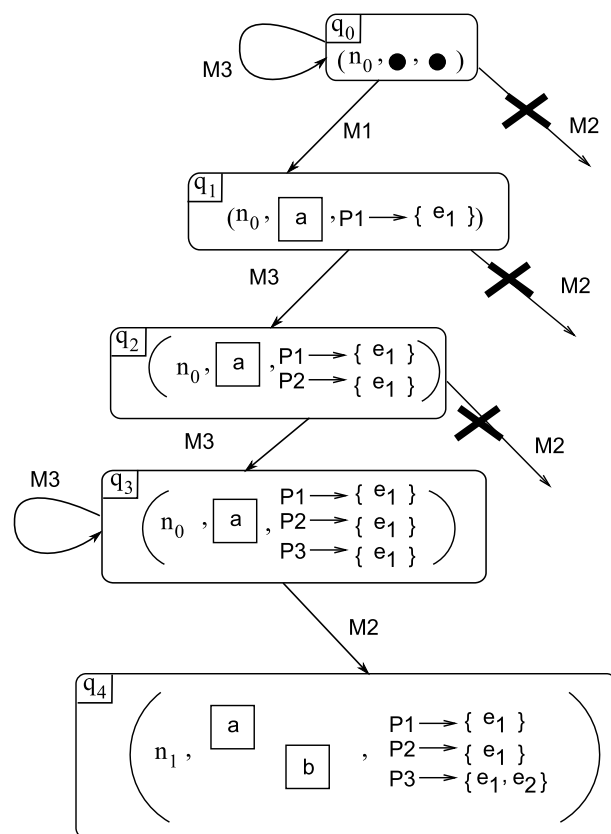 q0
(n0, ●, ●)
M3
M2
M1
q1
(n0, a, P1 → { e1 })
M3
M2
q2
(n0, a, P1 → { e1 }
P2 → { e1 })
M3
M2
M3
q3
(n0, a, P1 → { e1 }
P2 → { e1 }
P3 → { e1 })
M2
q4
(n1, a b, P1 → { e1 }
P2 → { e1 }
P3 → {e1, e2})